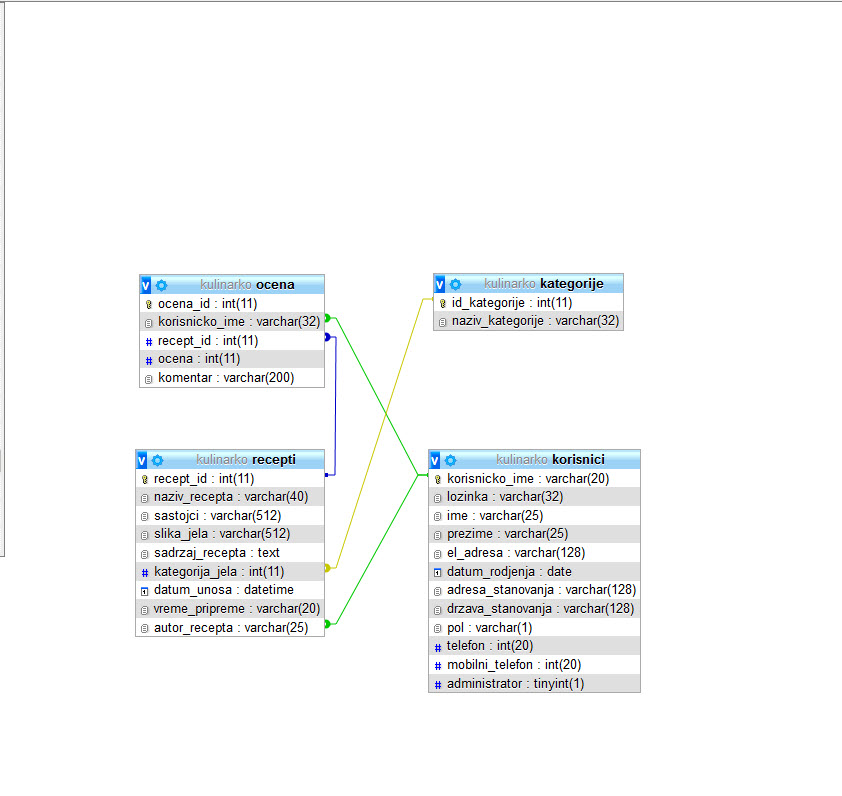 v kulinarko ocena
ocena_id : int(11)
korisnicko_ime : varchar(32)
# recept_id : int(11)
# ocena : int(11)
komentar : varchar(200)
v kulinarko kategorije
id_kategorije : int(11)
naziv_kategorije : varchar(32)
v kulinarko recepti
recept_id : int(11)
naziv_recepta : varchar(40)
sastojci : varchar(512)
slika_jela : varchar(512)
sadrzaj_recepta : text
# kategorija_jela : int(11)
datum_unosa : datetime
vreme_pripreme : varchar(20)
autor_recepta : varchar(25)
v kulinarko korisnici
korisnicko_ime : varchar(20)
lozinka : varchar(32)
ime : varchar(25)
prezime : varchar(25)
el_adresa : varchar(128)
datum_rodjenja : date
adresa_stanovanja : varchar(128)
drzava_stanovanja : varchar(128)
pol : varchar(1)
# telefon : int(20)
# mobilni_telefon : int(20)
# administrator : tinyint(1)